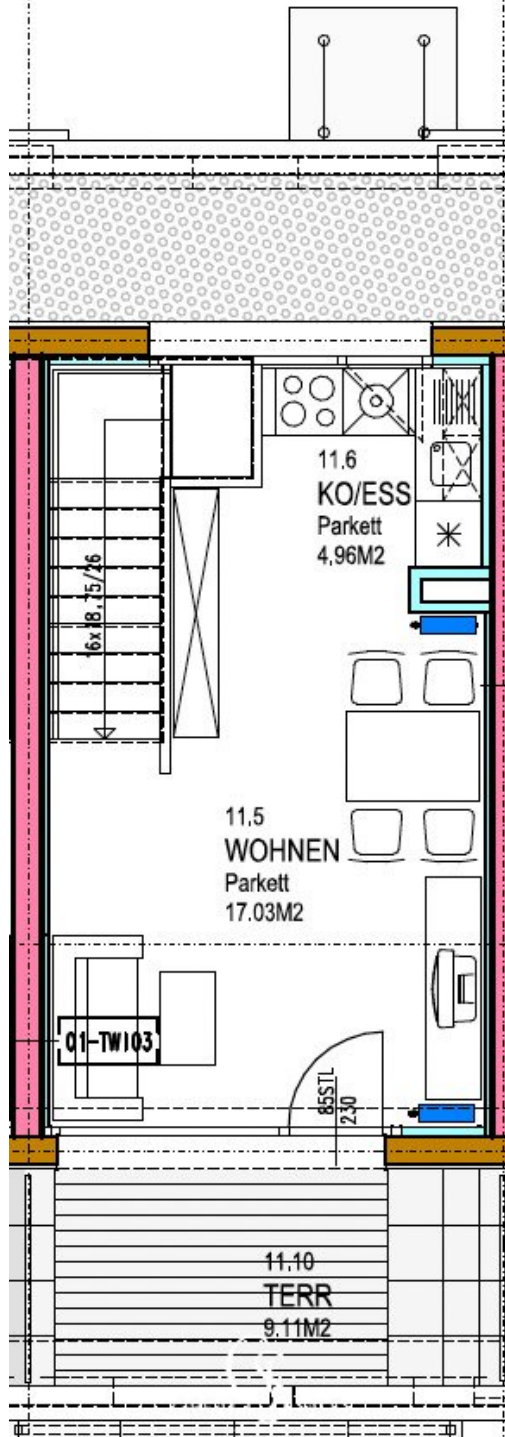 11.6
KO/ESS
Parkett
4,96M2
16x18,75/26
11.5
WOHNEN
Parkett
17.03M2
01-TW103
85STL
230
11.10
TERR
9.11M2